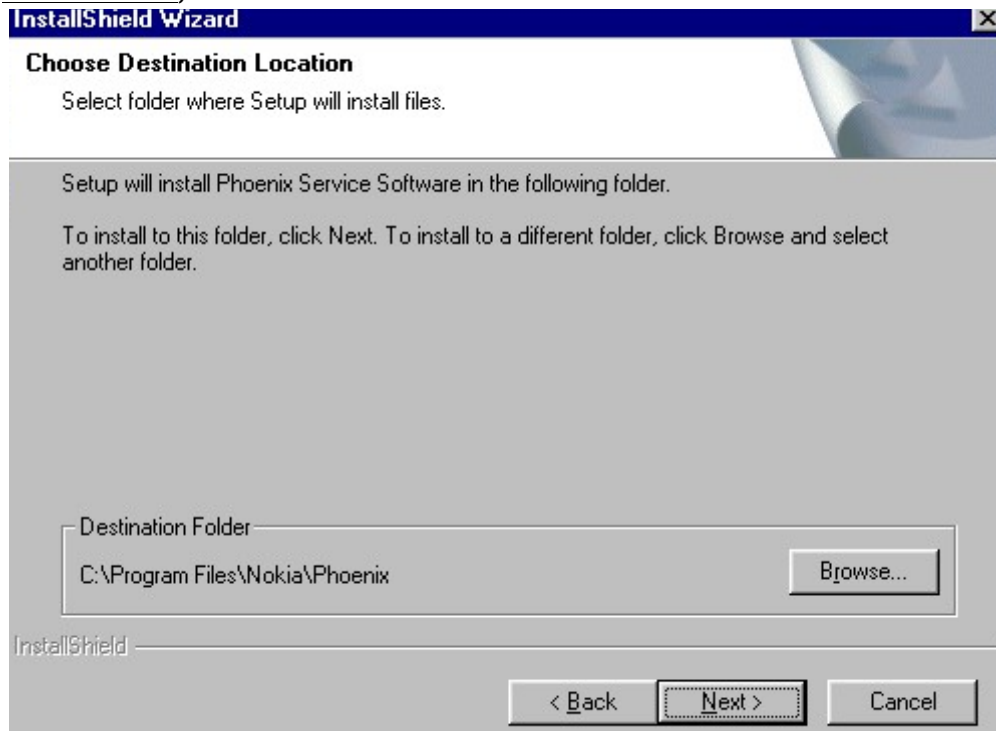 InstallShield Wizard
Choose Destination Location
Select folder where Setup will install files.
Setup will install Phoenix Service Software in the following folder.
To install to this folder, click Next. To install to a different folder, click Browse and select
another folder.
Destination Folder
C:\Program Files\Nokia\Phoenix
Browse...
InstallShield
< Back
Next >
Cancel